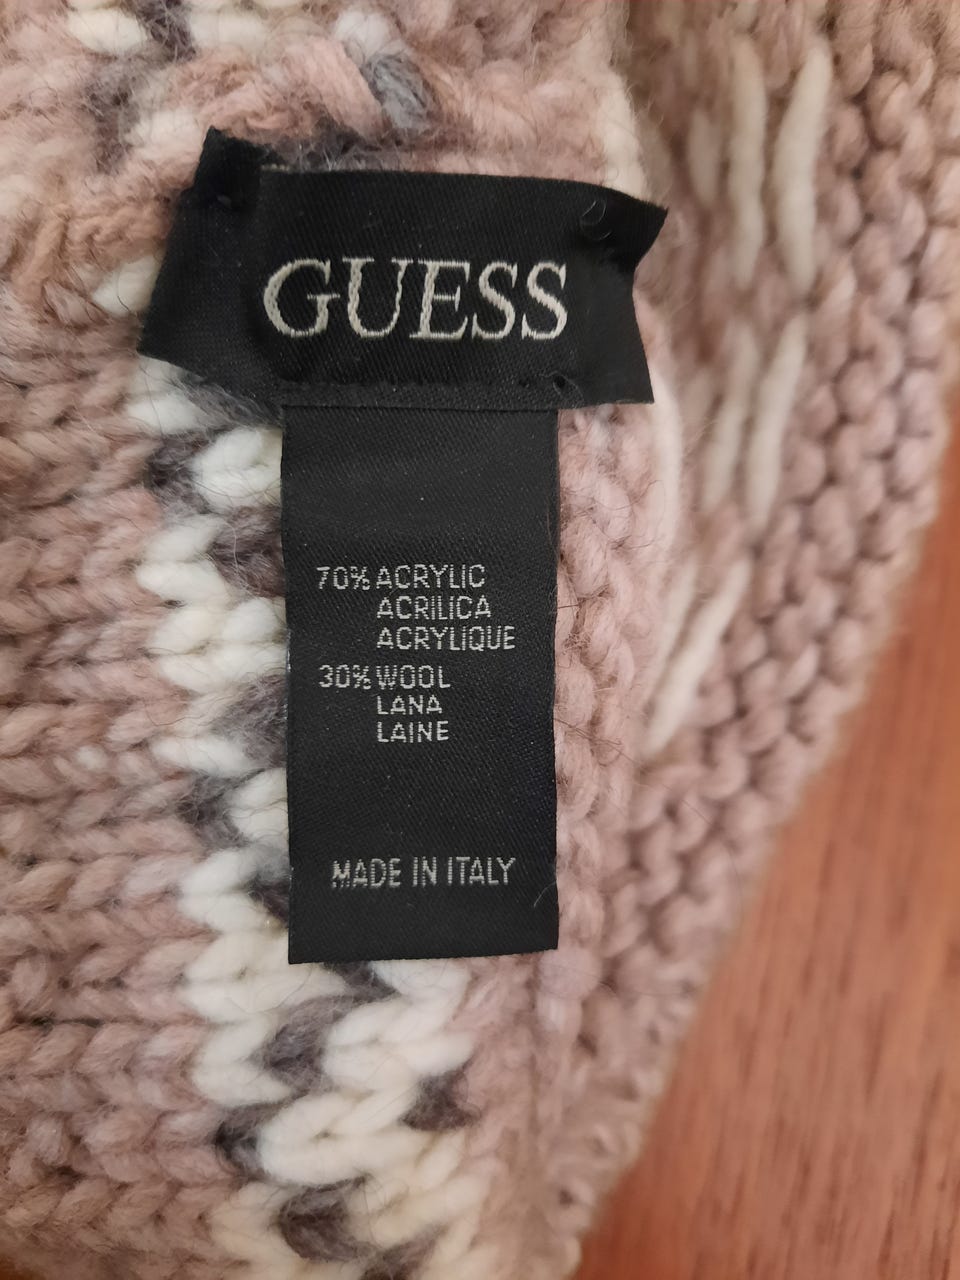 GUESS
70% ACRYLIC
ACRILICA
ACRYLIQUE
30% WOOL
LANA
LAINE
MADE IN ITALY